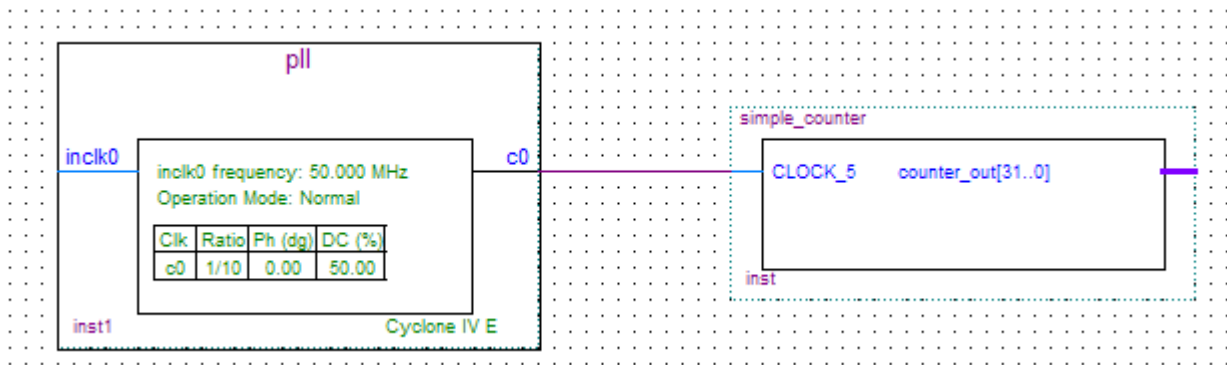 pll
inclk0
c0
inclk0 frequency: 50.000 MHz
Operation Mode: Normal
Clk Ratio Ph (dg) DC (%)
c0 1/10 0.00 50.00
inst1
Cyclone IV E
simple_counter
CLOCK_5 counter_out[31..0]
inst